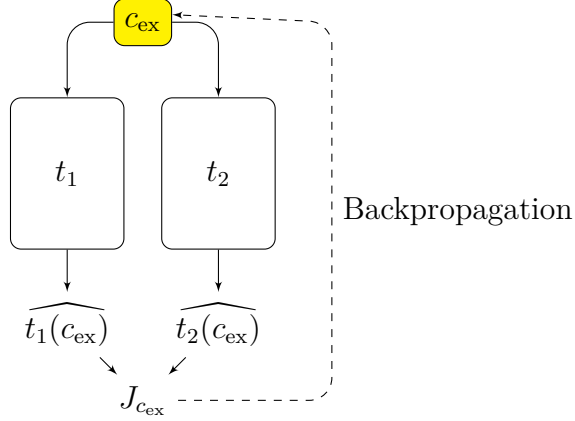 c_ex
t_1 t_2
Backpropagation
\widehat{t_1(c_ex)} \widehat{t_2(c_ex)}
J_{c_ex}